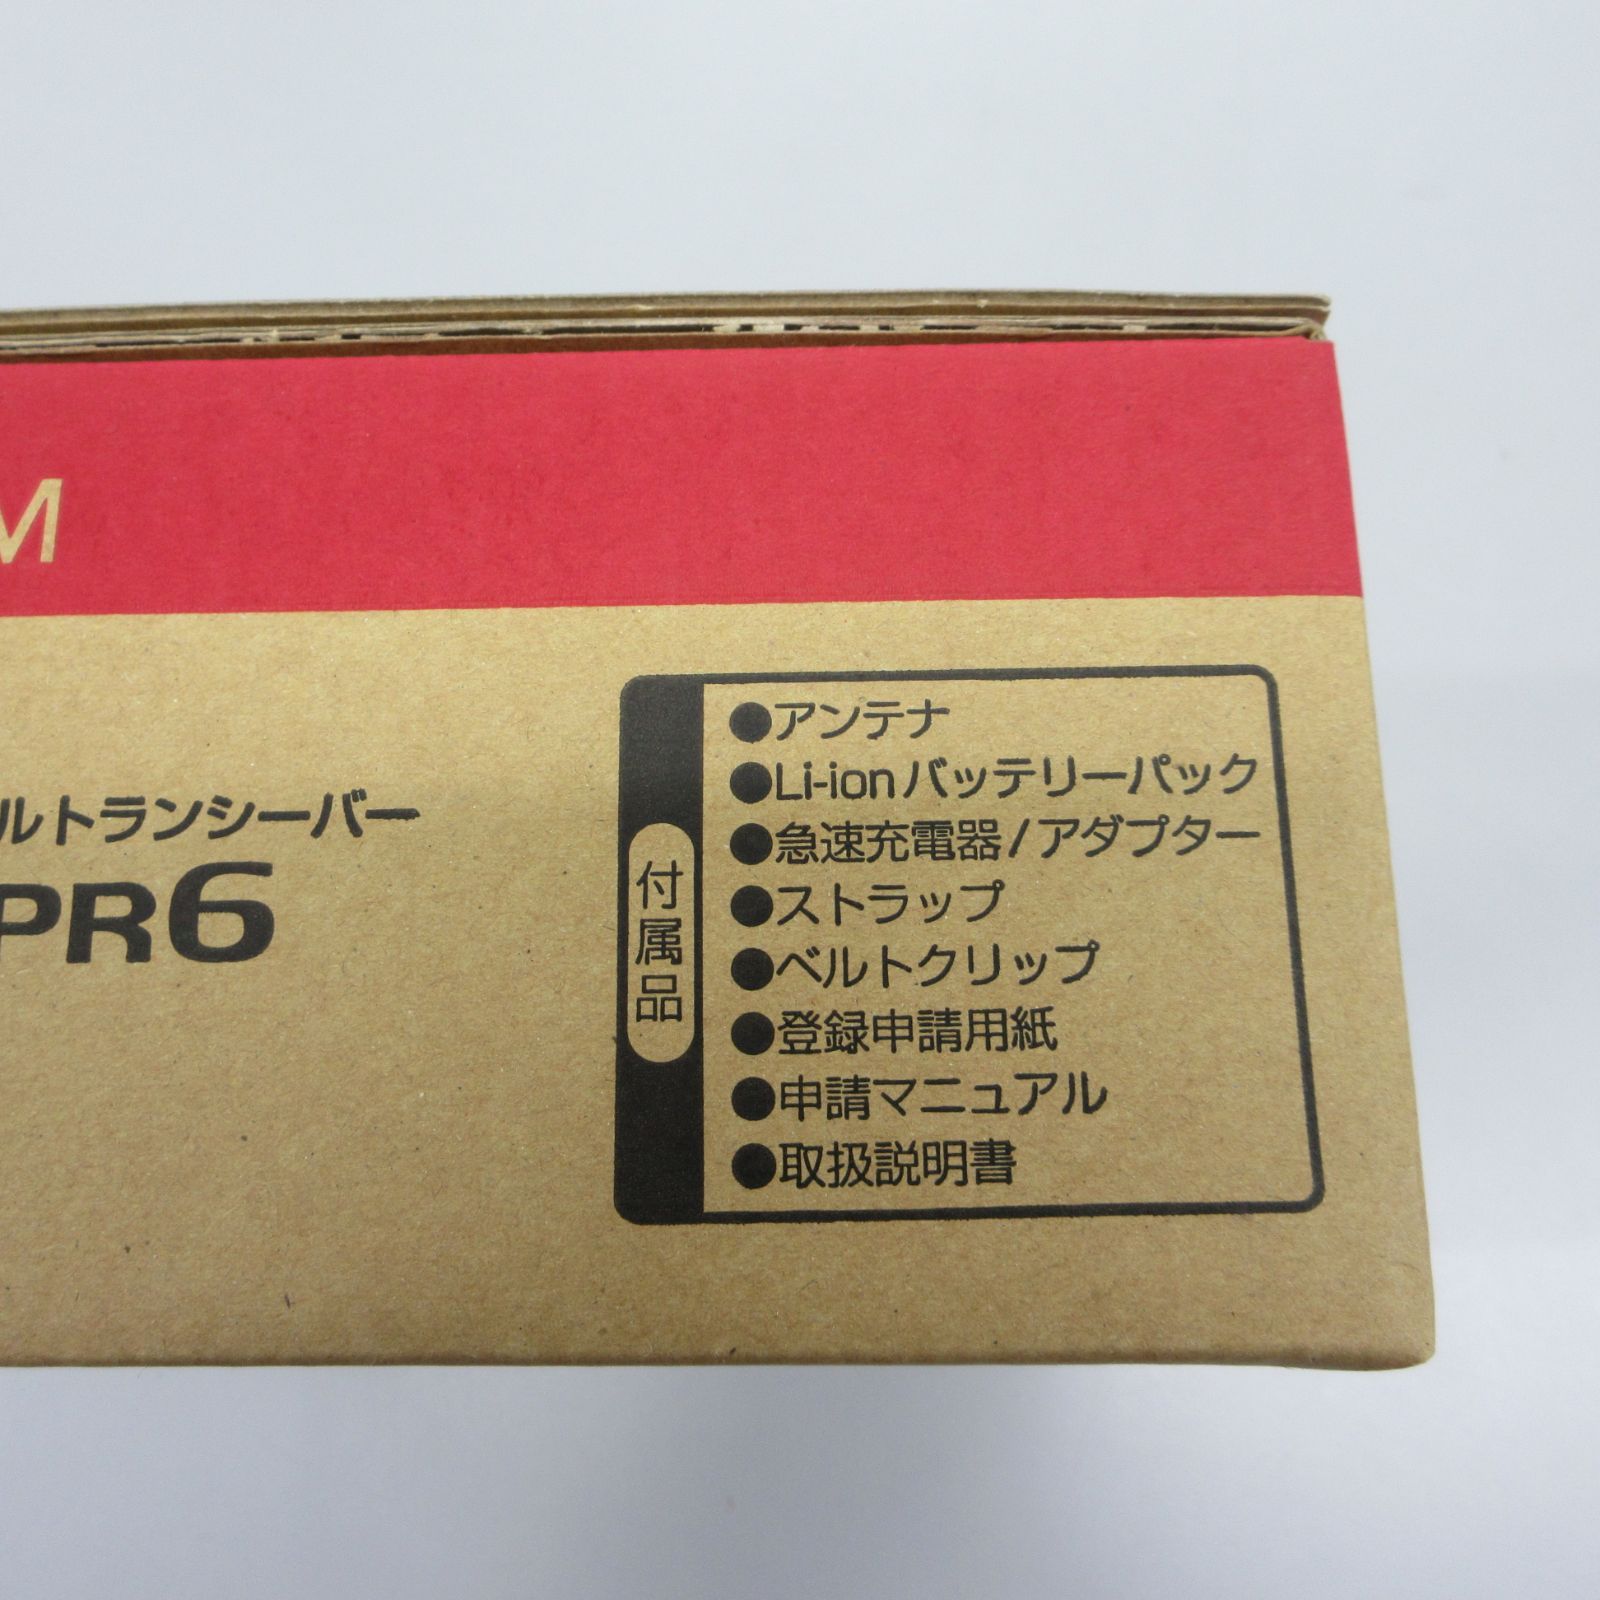 M
ルトランシーバー
PR6
付属品
●アンテナ
●Li-ionバッテリーパック
●急速充電器/アダプター
●ストラップ
●ベルトクリップ
●登録申請用紙
●申請マニュアル
●取扱説明書